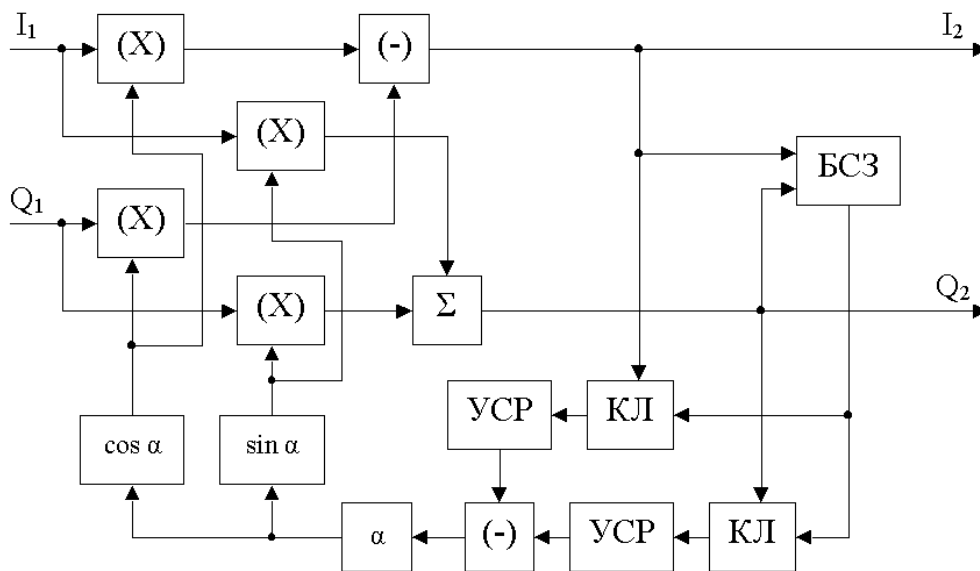 I₁
(X)
(-)
I₂
(X)
БСЗ
Q₁
(X)
(X)
Σ
Q₂
УСР
КЛ
cos α
sin α
α
(-)
УСР
КЛ